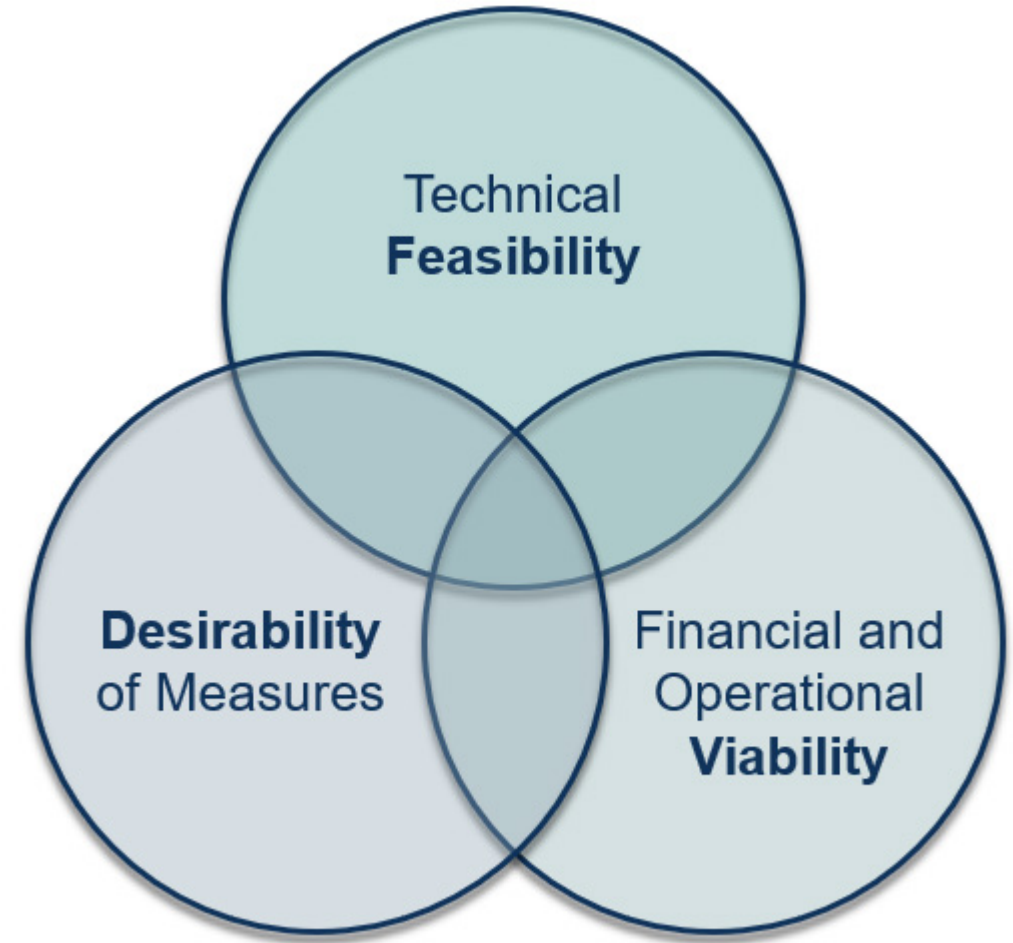 Technical
Feasibility
Desirability
of Measures
Financial and
Operational
Viability